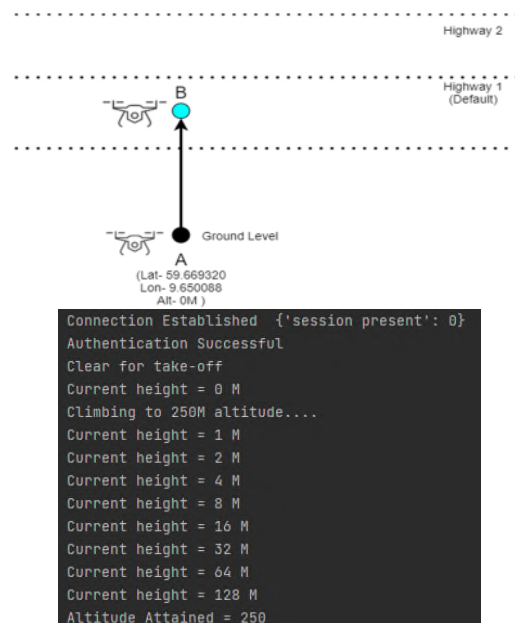 Highway 2
Highway 1
(Default)
B
Ground Level
A
(Lat- 59.669320
Lon- 9.650088
Alt- 0M )
Connection Established  {'session present': 0}
Authentication Successful
Clear for take-off
Current height = 0 M
Climbing to 250M altitude....
Current height = 1 M
Current height = 2 M
Current height = 4 M
Current height = 8 M
Current height = 16 M
Current height = 32 M
Current height = 64 M
Current height = 128 M
Altitude Attained = 250